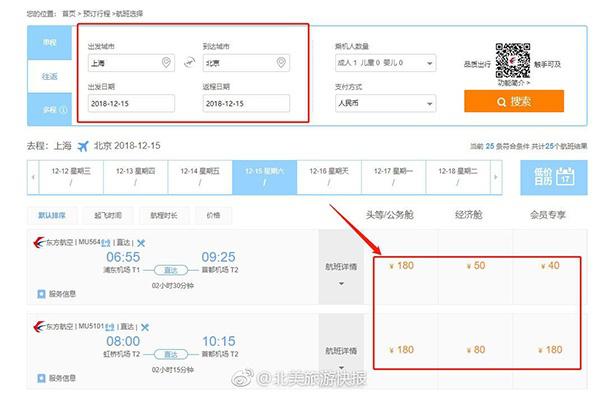 您的位置: 首页 > 预订行程 > 航班选择
单程
往返
多程
出发城市
到达城市
上海
北京
出发日期
返程日期
2018-12-15
2018-12-15
乘机人数量
成人 1 儿童 0 婴儿 0
支付方式
人民币
品质出行
触手可及
功能简介 >
搜索
去程: 上海 北京 2018-12-15
当前 25 条符合条件 共计25个航班结果
12-12 星期三
/
12-13 星期四
/
12-14 星期五
/
12-15 星期六
/
12-16 星期天
/
12-17 星期一
/
12-18 星期二
/
低价
日历
17
默认排序
起飞时间
航程时长
价格
头等/公务舱
经济舱
会员专享
东方航空 | MU564 | 直达 |
06:55
浦东机场 T1
直达
02小时30分钟
09:25
首都机场 T2
服务信息
航班详情
¥ 180
¥ 50
¥ 40
东方航空 | MU5101 | 直达 |
08:00
虹桥机场 T2
直达
02小时15分钟
10:15
首都机场 T2
服务信息
航班详情
¥ 180
¥ 80
¥ 180
@北美旅游快报